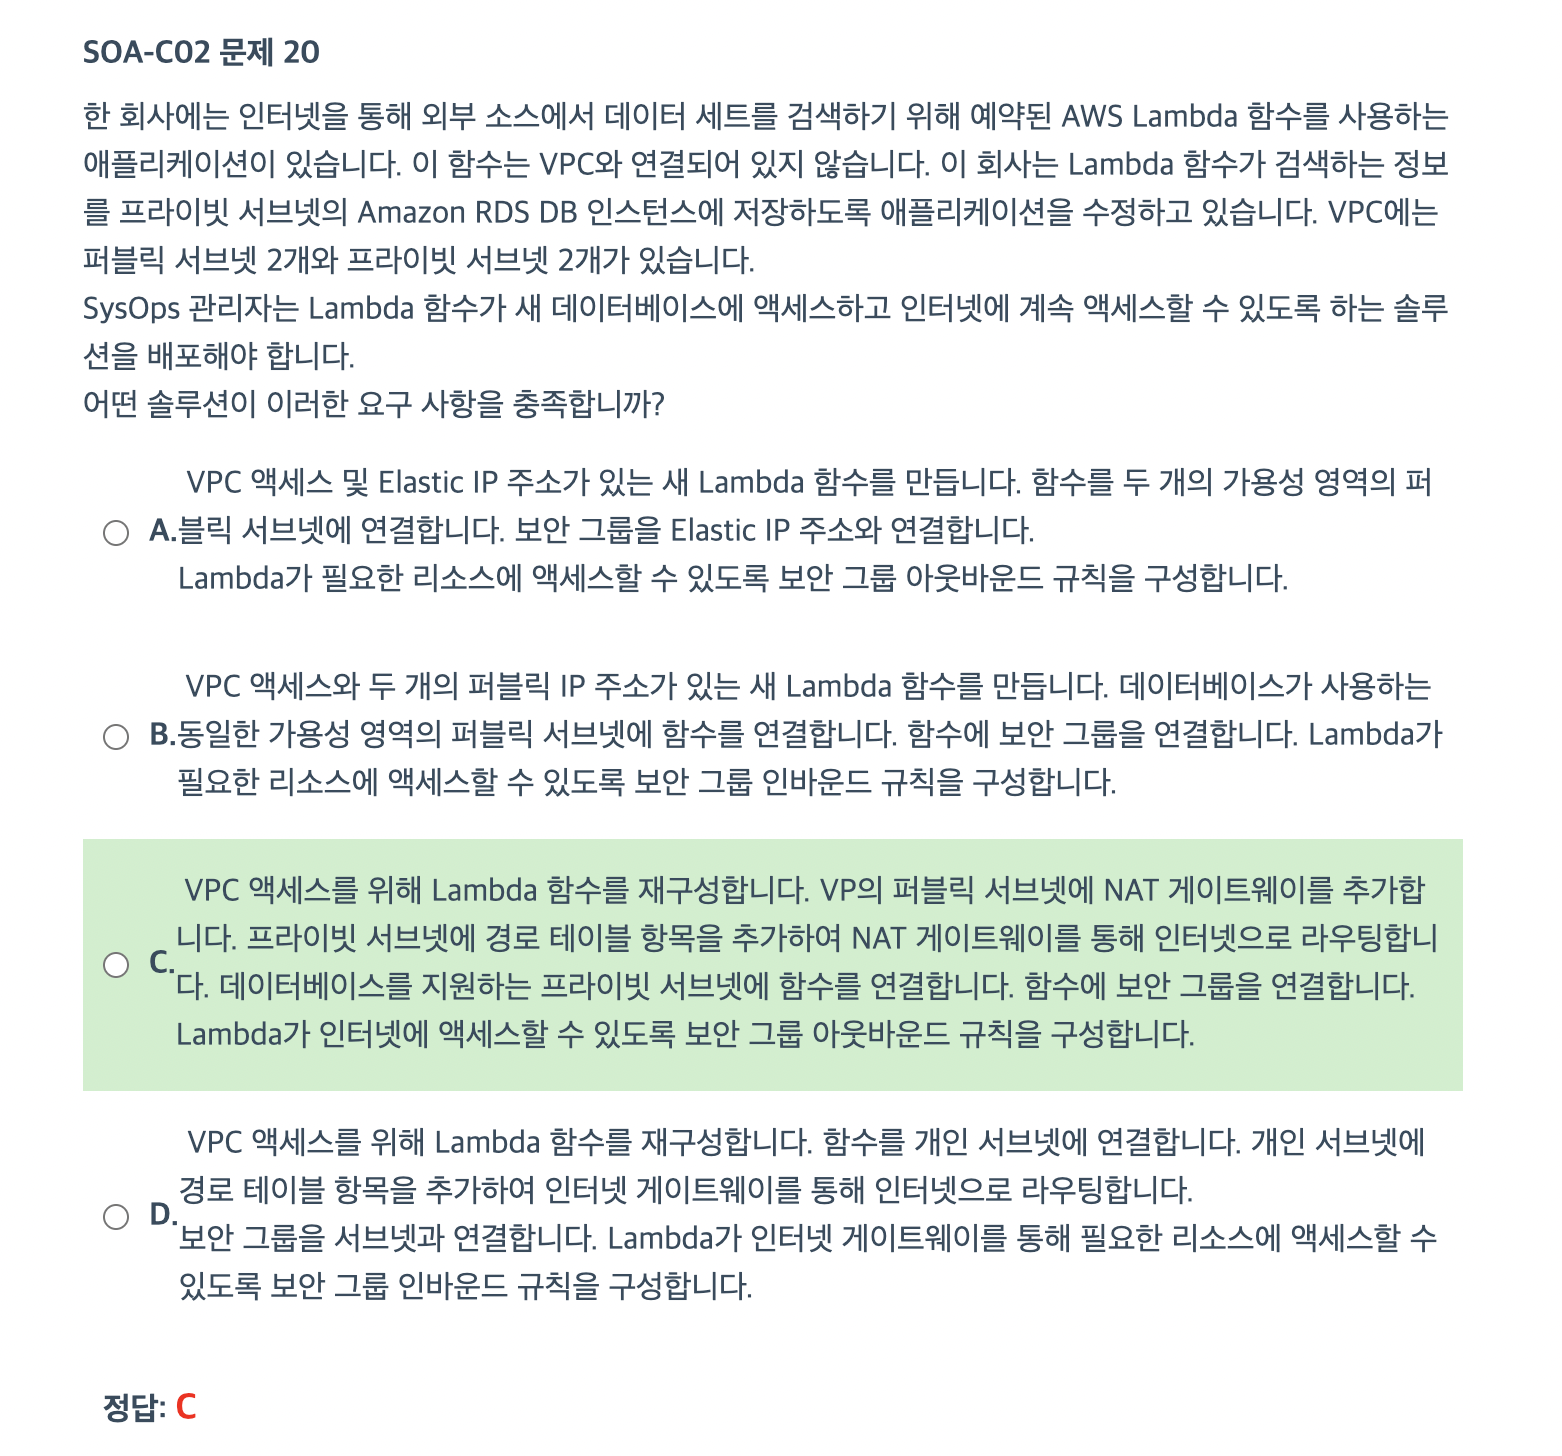 SOA-C02 문제 20
한 회사에는 인터넷을 통해 외부 소스에서 데이터 세트를 검색하기 위해 예약된 AWS Lambda 함수를 사용하는
애플리케이션이 있습니다. 이 함수는 VPC와 연결되어 있지 않습니다. 이 회사는 Lambda 함수가 검색하는 정보
를 프라이빗 서브넷의 Amazon RDS DB 인스턴스에 저장하도록 애플리케이션을 수정하고 있습니다. VPC에는
퍼블릭 서브넷 2개와 프라이빗 서브넷 2개가 있습니다.
SysOps 관리자는 Lambda 함수가 새 데이터베이스에 액세스하고 인터넷에 계속 액세스할 수 있도록 하는 솔루
션을 배포해야 합니다.
어떤 솔루션이 이러한 요구 사항을 충족합니까?
VPC 액세스 및 Elastic IP 주소가 있는 새 Lambda 함수를 만듭니다. 함수를 두 개의 가용성 영역의 퍼
A.블릭 서브넷에 연결합니다. 보안 그룹을 Elastic IP 주소와 연결합니다.
Lambda가 필요한 리소스에 액세스할 수 있도록 보안 그룹 아웃바운드 규칙을 구성합니다.
VPC 액세스와 두 개의 퍼블릭 IP 주소가 있는 새 Lambda 함수를 만듭니다. 데이터베이스가 사용하는
B.동일한 가용성 영역의 퍼블릭 서브넷에 함수를 연결합니다. 함수에 보안 그룹을 연결합니다. Lambda가
필요한 리소스에 액세스할 수 있도록 보안 그룹 인바운드 규칙을 구성합니다.
VPC 액세스를 위해 Lambda 함수를 재구성합니다. VP의 퍼블릭 서브넷에 NAT 게이트웨이를 추가합
니다. 프라이빗 서브넷에 경로 테이블 항목을 추가하여 NAT 게이트웨이를 통해 인터넷으로 라우팅합니
C.
다. 데이터베이스를 지원하는 프라이빗 서브넷에 함수를 연결합니다. 함수에 보안 그룹을 연결합니다.
Lambda가 인터넷에 액세스할 수 있도록 보안 그룹 아웃바운드 규칙을 구성합니다.
VPC 액세스를 위해 Lambda 함수를 재구성합니다. 함수를 개인 서브넷에 연결합니다. 개인 서브넷에
경로 테이블 항목을 추가하여 인터넷 게이트웨이를 통해 인터넷으로 라우팅합니다.
D.
보안 그룹을 서브넷과 연결합니다. Lambda가 인터넷 게이트웨이를 통해 필요한 리소스에 액세스할 수
있도록 보안 그룹 인바운드 규칙을 구성합니다.
정답: C